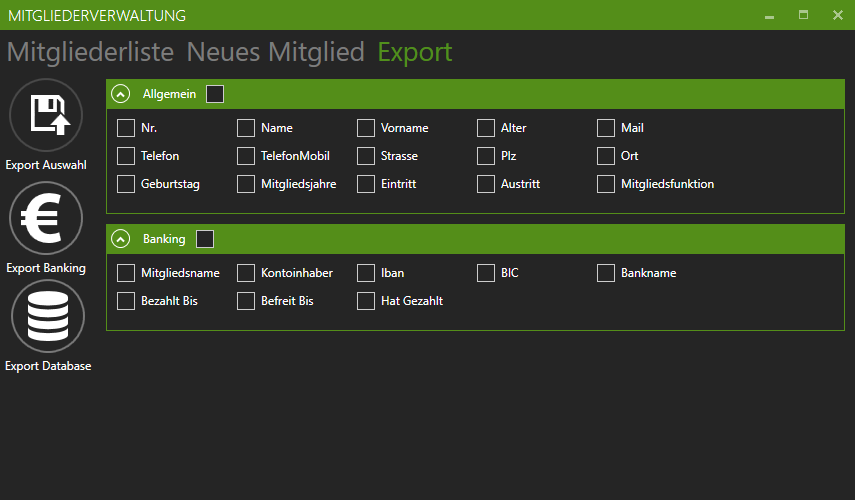 MITGLIEDERVERWALTUNG
Mitgliederliste Neues Mitglied Export
Export Auswahl
Export Banking
Export Database
Allgemein
Nr. Name Vorname Alter Mail
Telefon TelefonMobil Strasse Plz Ort
Geburtstag Mitgliedsjahre Eintritt Austritt Mitgliedsfunktion
Banking
Mitgliedsname Kontoinhaber Iban BIC Bankname
Bezahlt Bis Befreit Bis Hat Gezahlt